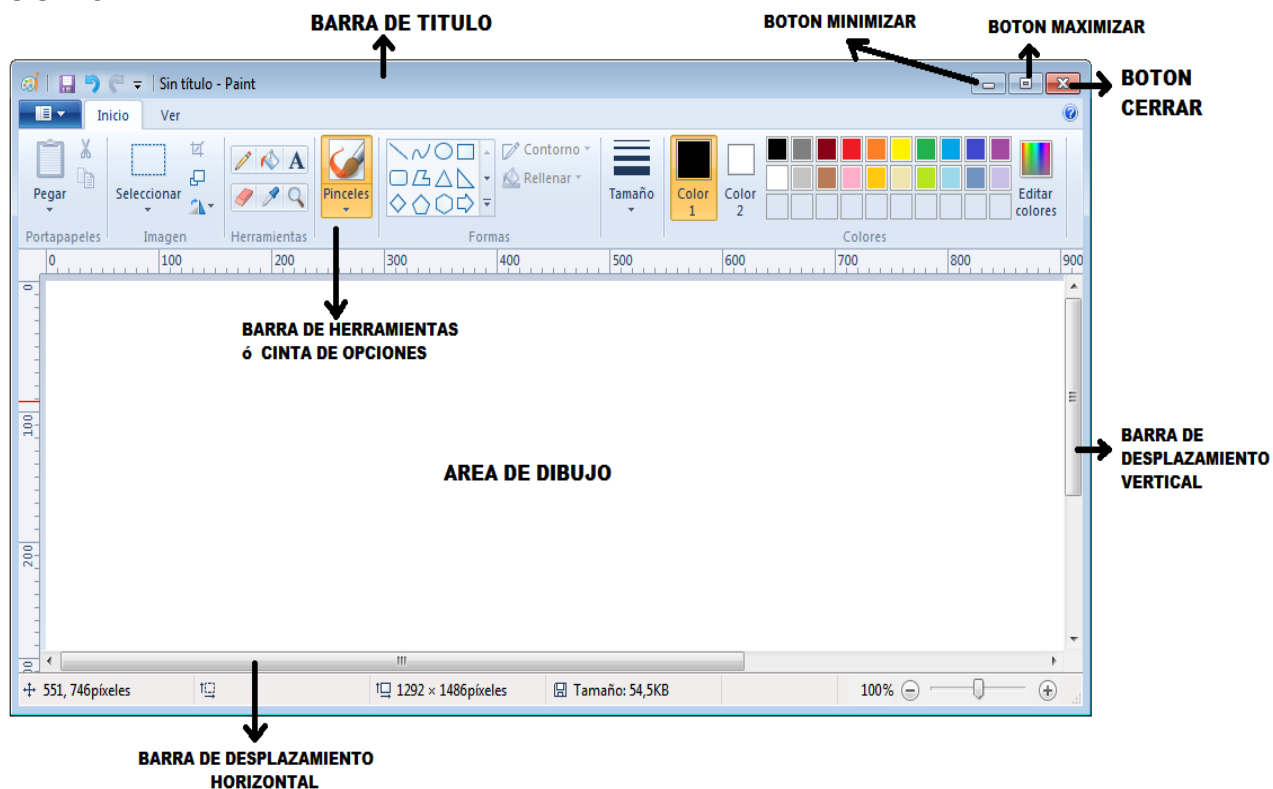 BARRA DE TITULO
BOTON MINIMIZAR
BOTON MAXIMIZAR
Sin título - Paint
BOTON
CERRAR
Inicio Ver
Pegar
Seleccionar
A
Pinceles
Contorno
Rellenar
Tamaño
Color
1
Color
2
Editar
colores
Portapapeles Imagen Herramientas Formas Colores
0 100 200 300 400 500 600 700 800 900
0
100
200
BARRA DE HERRAMIENTAS
ó CINTA DE OPCIONES
AREA DE DIBUJO
BARRA DE
DESPLAZAMIENTO
VERTICAL
551, 746píxeles 1292 × 1486píxeles Tamaño: 54,5KB 100%
BARRA DE DESPLAZAMIENTO
HORIZONTAL